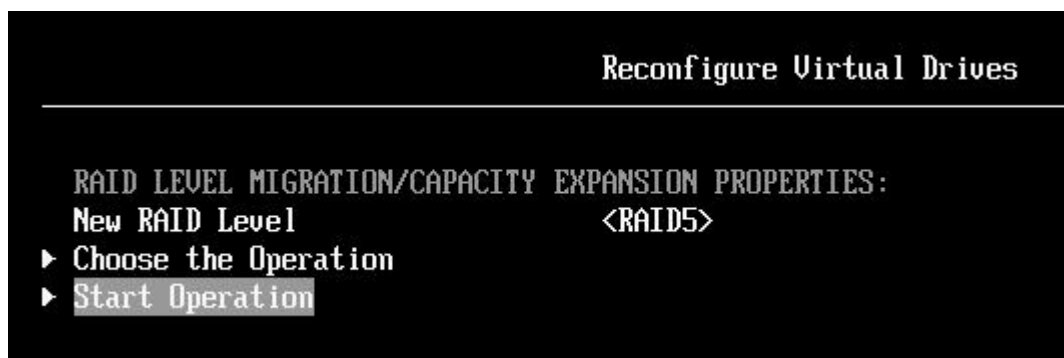 Reconfigure Virtual Drives
RAID LEVEL MIGRATION/CAPACITY EXPANSION PROPERTIES:
New RAID Level <RAID5>
Choose the Operation
Start Operation